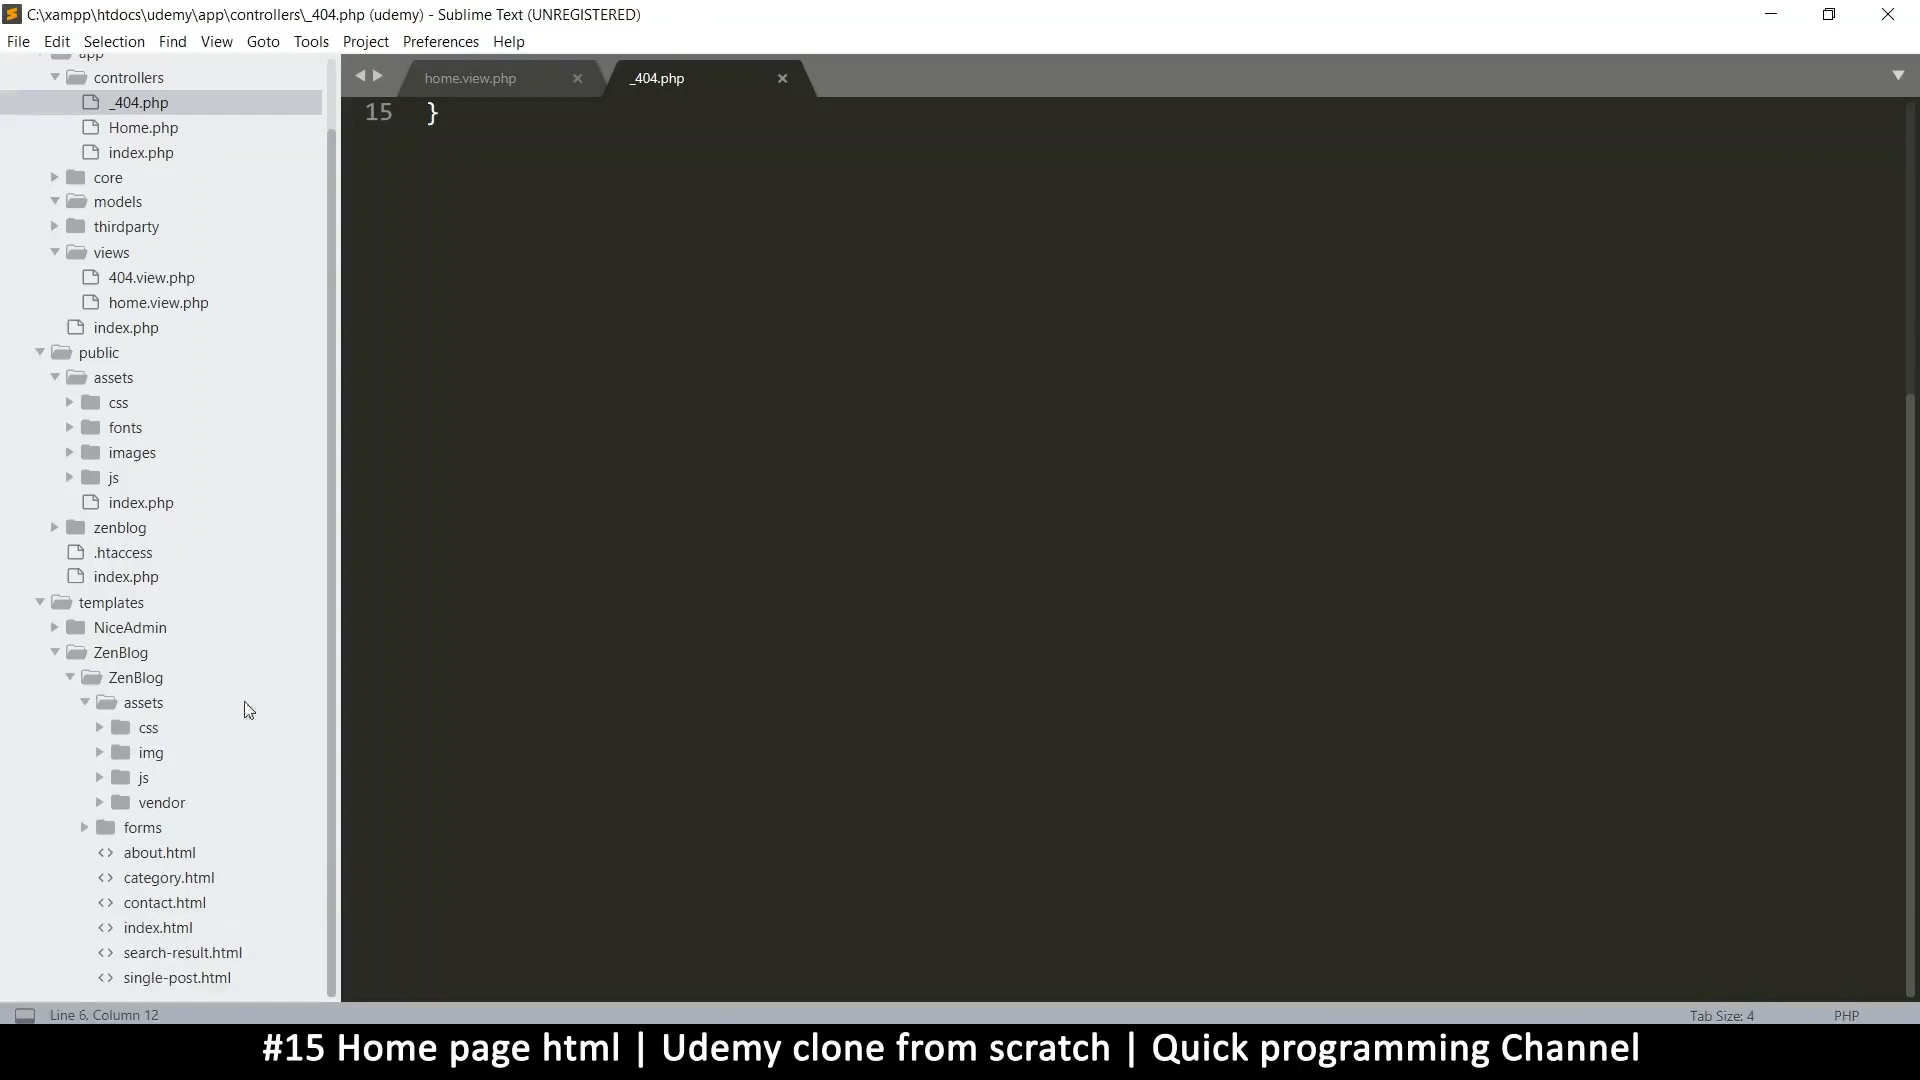 C:\xampp\htdocs\udemy\app\controllers\_404.php (udemy) - Sublime Text (UNREGISTERED)
File Edit Selection Find View Goto Tools Project Preferences Help
app
controllers
_404.php
Home.php
index.php
core
models
thirdparty
views
404.view.php
home.view.php
index.php
public
assets
css
fonts
images
js
index.php
zenblog
.htaccess
index.php
templates
NiceAdmin
ZenBlog
ZenBlog
assets
css
img
js
vendor
forms
about.html
category.html
contact.html
index.html
search-result.html
single-post.html
home.view.php
_404.php
15 }
Line 6, Column 12
Tab Size: 4
PHP
#15 Home page html | Udemy clone from scratch | Quick programming Channel